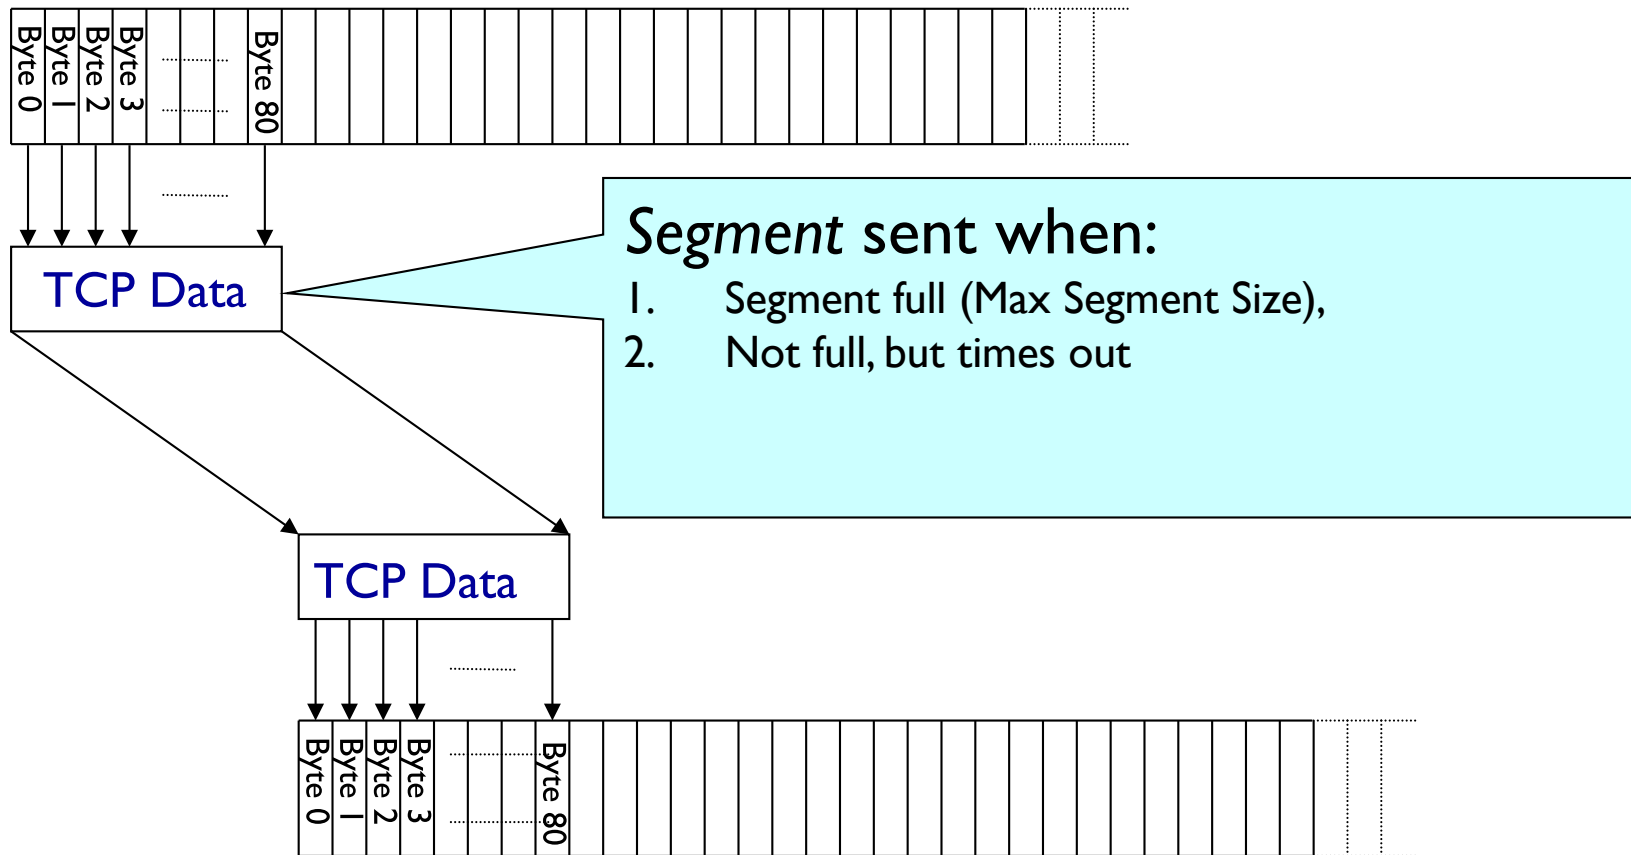 Byte 0
Byte 1
Byte 2
Byte 3
Byte 80
TCP Data
Segment sent when:
1. Segment full (Max Segment Size),
2. Not full, but times out
TCP Data
Byte 0
Byte 1
Byte 2
Byte 3
Byte 80